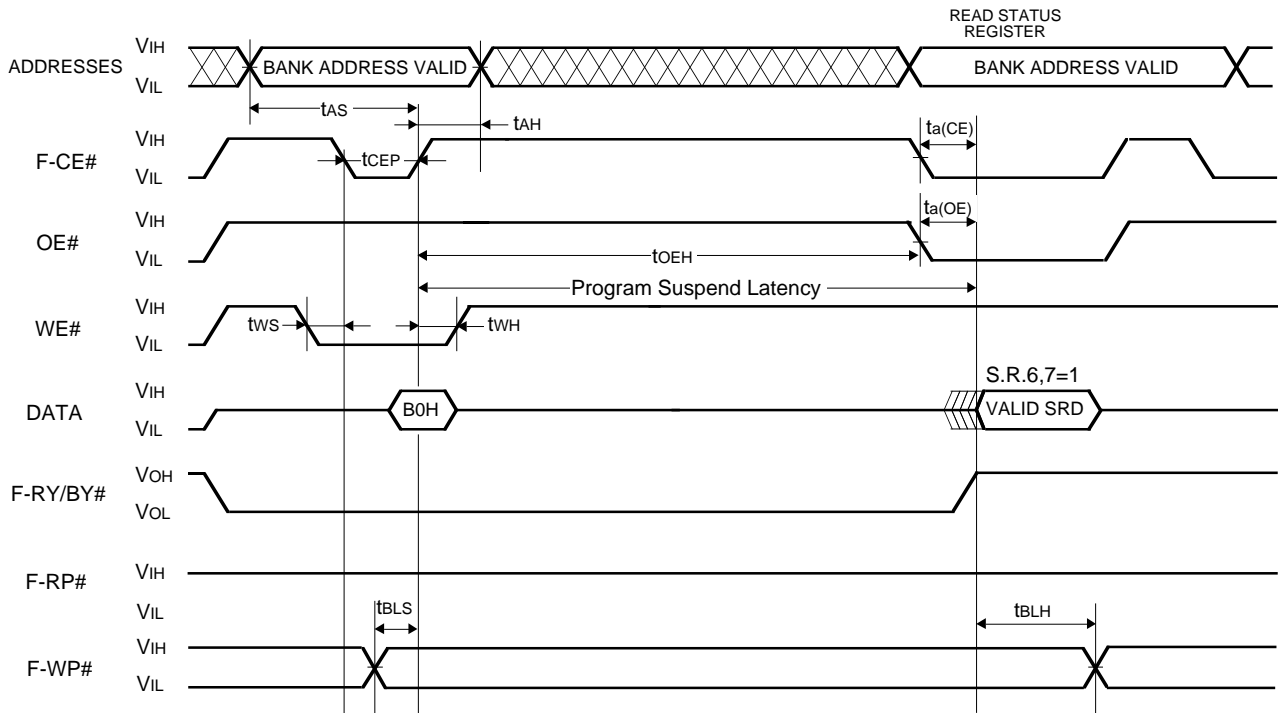 READ STATUS
REGISTER
ADDRESSES
VIH
VIL
BANK ADDRESS VALID
BANK ADDRESS VALID
tAS
tAH
F-CE#
VIH
VIL
tCEP
ta(CE)
OE#
VIH
VIL
ta(OE)
tOEH
Program Suspend Latency
WE#
VIH
VIL
tWS
tWH
DATA
VIH
VIL
B0H
S.R.6,7=1
VALID SRD
F-RY/BY#
VOH
VOL
F-RP#
VIH
VIL
tBLS
tBLH
F-WP#
VIH
VIL